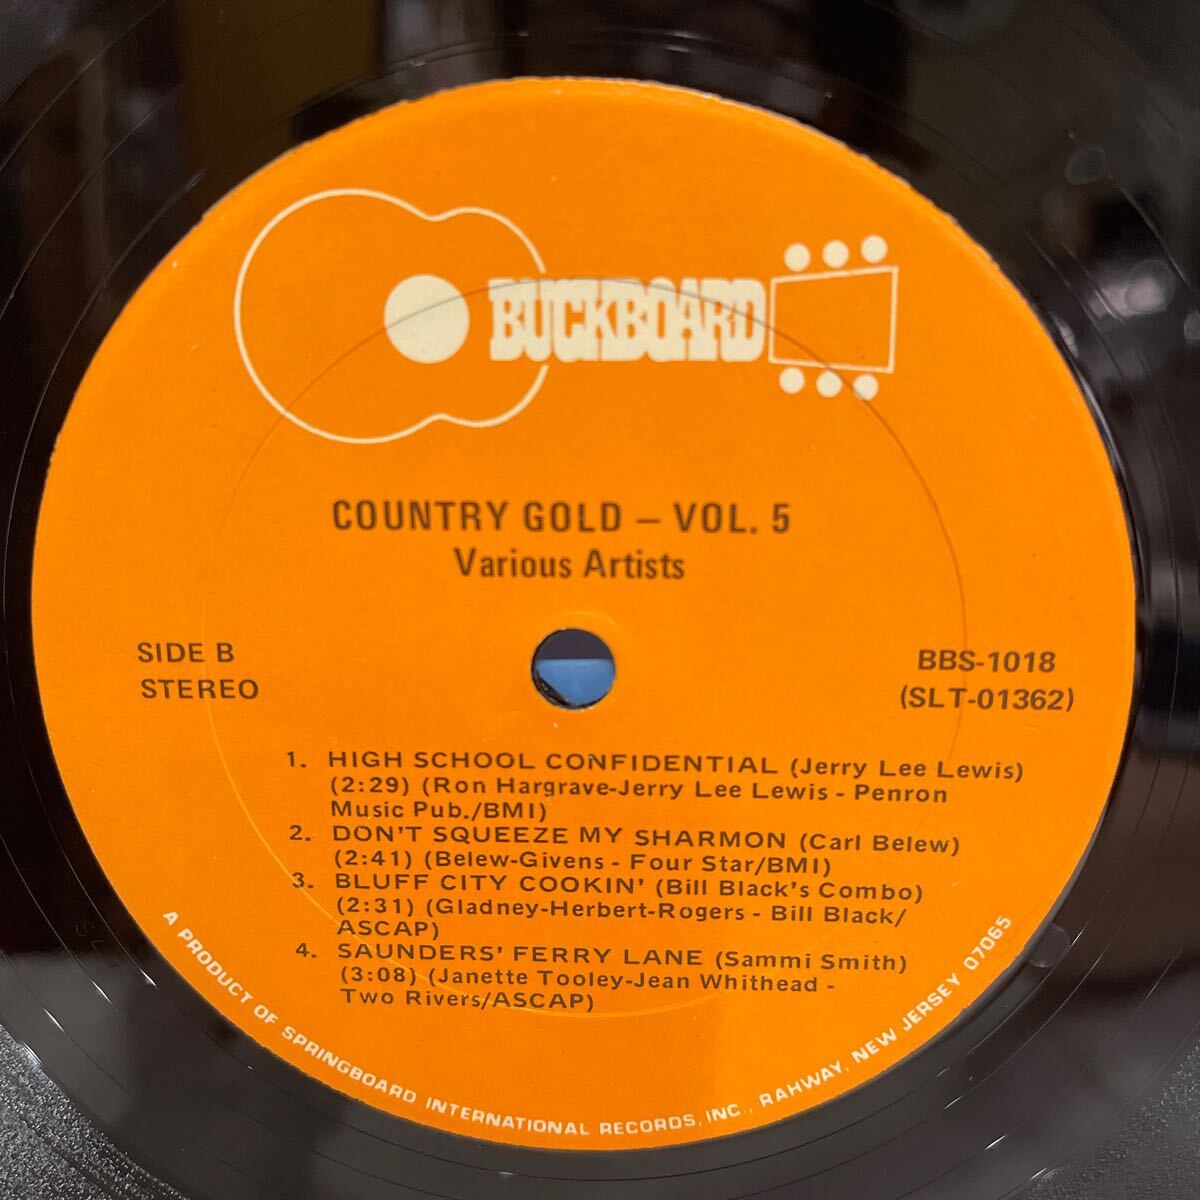 BUCKBOARD
COUNTRY GOLD – VOL. 5
Various Artists
SIDE B
STEREO
BBS-1018
(SLT-01362)
1. HIGH SCHOOL CONFIDENTIAL (Jerry Lee Lewis)
(2:29) (Ron Hargrave-Jerry Lee Lewis - Penron
Music Pub./BMI)
2. DON'T SQUEEZE MY SHARMON (Carl Belew)
(2:41) (Belew-Givens - Four Star/BMI)
3. BLUFF CITY COOKIN' (Bill Black's Combo)
(2:31) (Gladney-Herbert-Rogers - Bill Black/
ASCAP)
4. SAUNDERS' FERRY LANE (Sammi Smith)
(3:08) (Janette Tooley-Jean Whithead -
Two Rivers/ASCAP)
A PRODUCT OF SPRINGBOARD INTERNATIONAL RECORDS, INC., RAHWAY, NEW JERSEY 07065